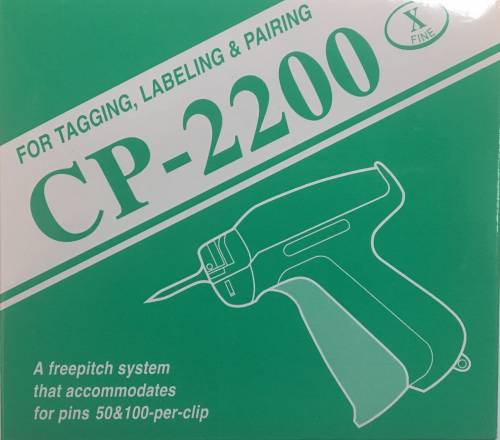 FOR TAGGING, LABELING & PAIRING
X
FINE
CP-2200
A freepitch system
that accommodates
for pins 50&100-per-clip